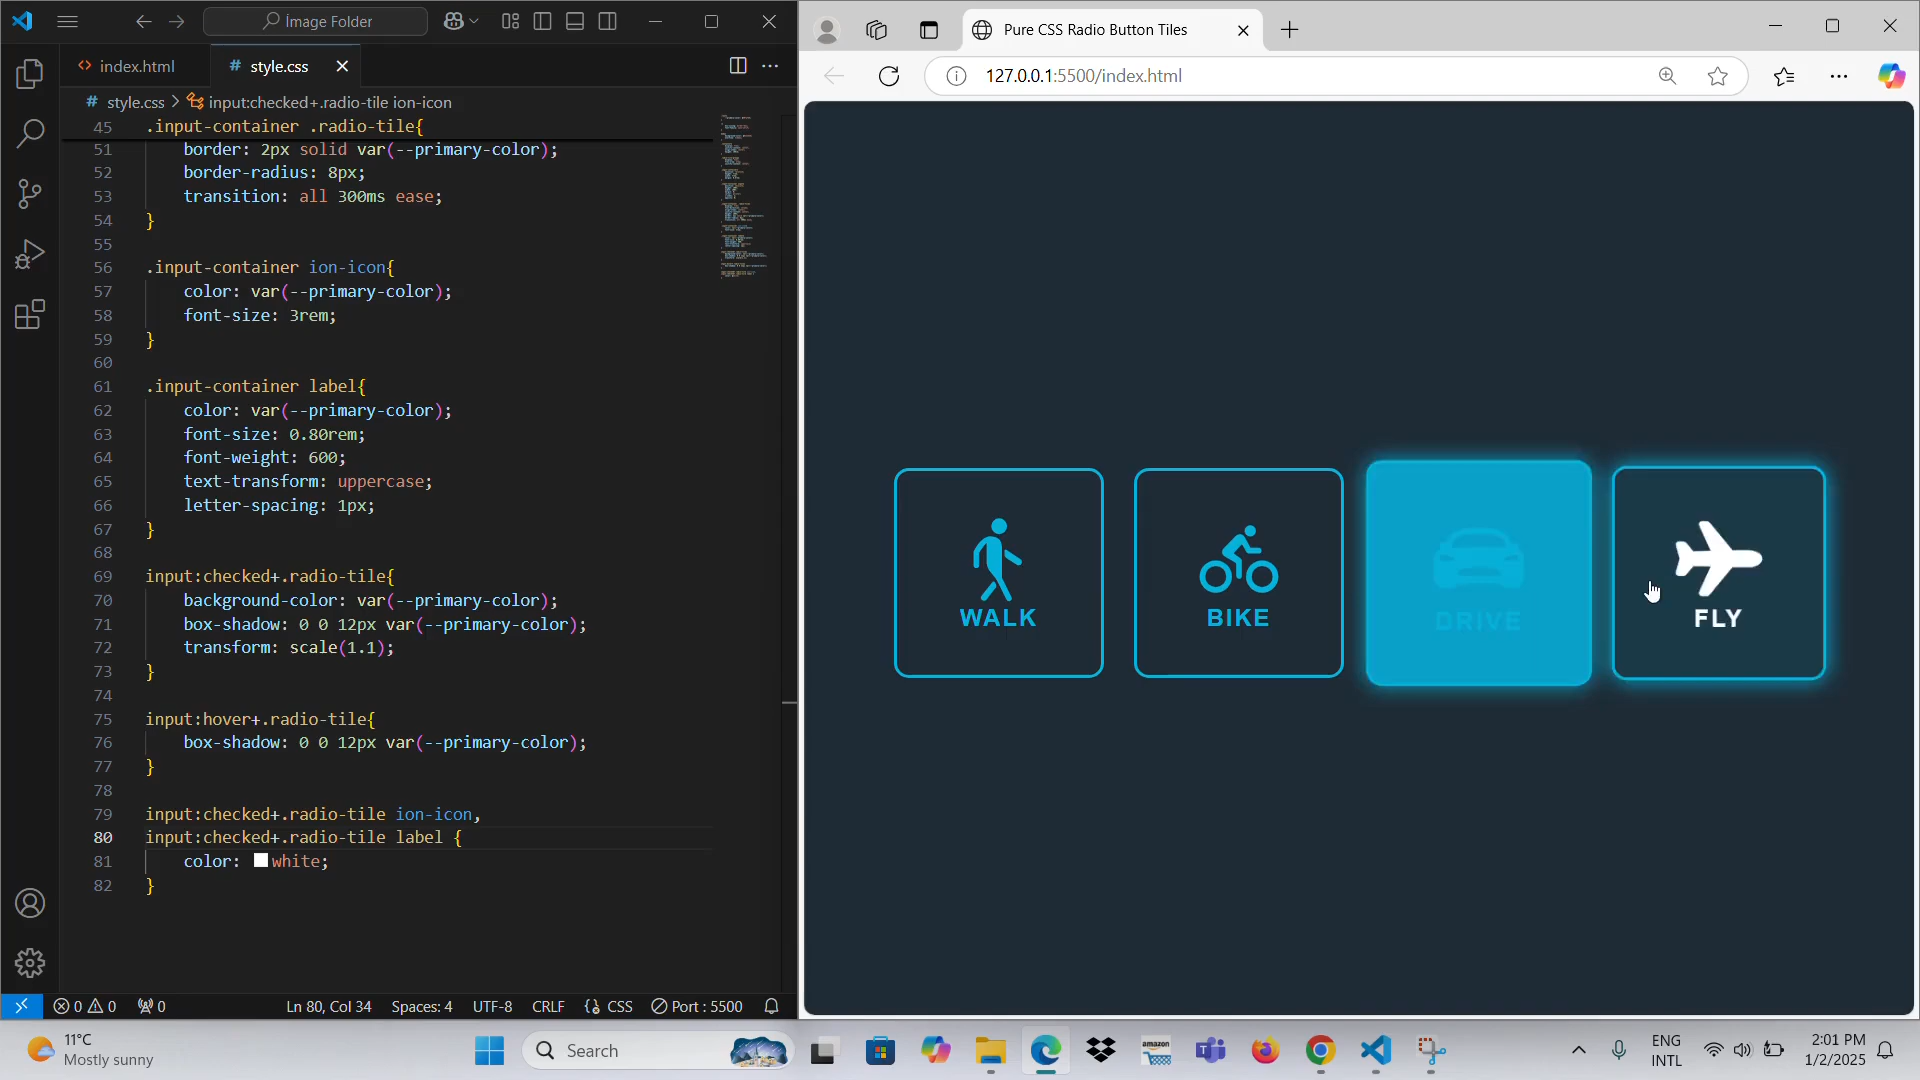 İmage Folder
index.html
# style.css
# style.css > input:checked+.radio-tile ion-icon
45 .input-container .radio-tile{
51 border: 2px solid var(--primary-color);
52 border-radius: 8px;
53 transition: all 300ms ease;
54 }
55
56 .input-container ion-icon{
57 color: var(--primary-color);
58 font-size: 3rem;
59 }
60
61 .input-container label{
62 color: var(--primary-color);
63 font-size: 0.80rem;
64 font-weight: 600;
65 text-transform: uppercase;
66 letter-spacing: 1px;
67 }
68
69 input:checked+.radio-tile{
70 background-color: var(--primary-color);
71 box-shadow: 0 0 12px var(--primary-color);
72 transform: scale(1.1);
73 }
74
75 input:hover+.radio-tile{
76 box-shadow: 0 0 12px var(--primary-color);
77 }
78
79 input:checked+.radio-tile ion-icon,
80 input:checked+.radio-tile label {
81 color: white;
82 }
0 0 0 Ln 80, Col 34 Spaces: 4 UTF-8 CRLF {} CSS Port : 5500
Pure CSS Radio Button Tiles
127.0.0.1:5500/index.html
WALK
BIKE
DRIVE
FLY
11°C
Mostly sunny
Search
amazon
ENG
INTL
2:01 PM
1/2/2025